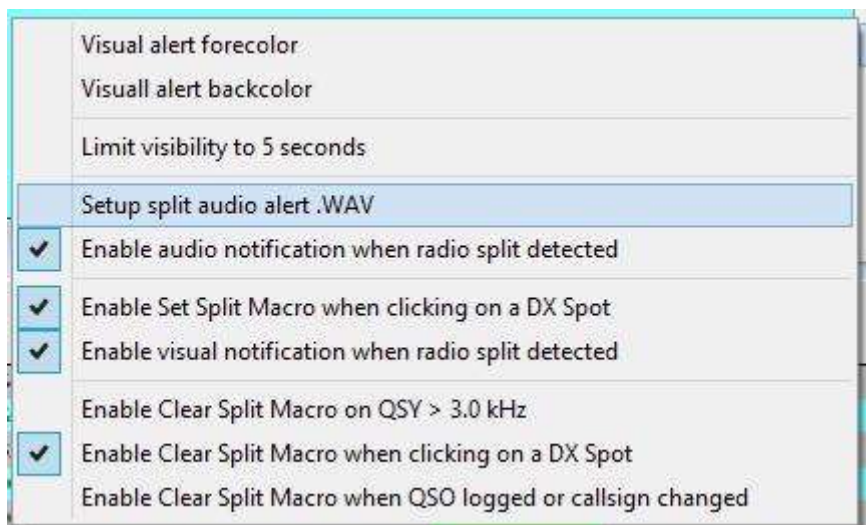 Visual alert forecolor
Visuall alert backcolor
Limit visibility to 5 seconds
Setup split audio alert .WAV
Enable audio notification when radio split detected
Enable Set Split Macro when clicking on a DX Spot
Enable visual notification when radio split detected
Enable Clear Split Macro on QSY > 3.0 kHz
Enable Clear Split Macro when clicking on a DX Spot
Enable Clear Split Macro when QSO logged or callsign changed